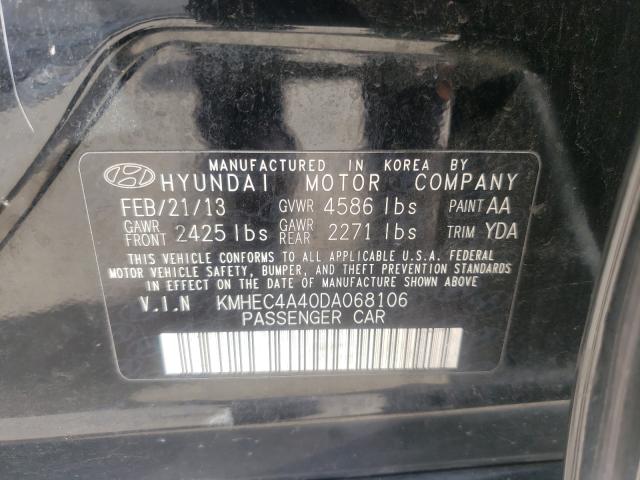 MANUFACTURED IN KOREA BY
HYUNDAI MOTOR COMPANY
FEB/21/13 GVWR 4586 lbs PAINT AA
GAWR FRONT 2425 lbs GAWR REAR 2271 lbs TRIM YDA
THIS VEHICLE CONFORMS TO ALL APPLICABLE U.S.A. FEDERAL
MOTOR VEHICLE SAFETY, BUMPER, AND THEFT PREVENTION STANDARDS
IN EFFECT ON THE DATE OF MANUFACTURE SHOWN ABOVE.
V.I.N KMHEC4A40DA068106
PASSENGER CAR